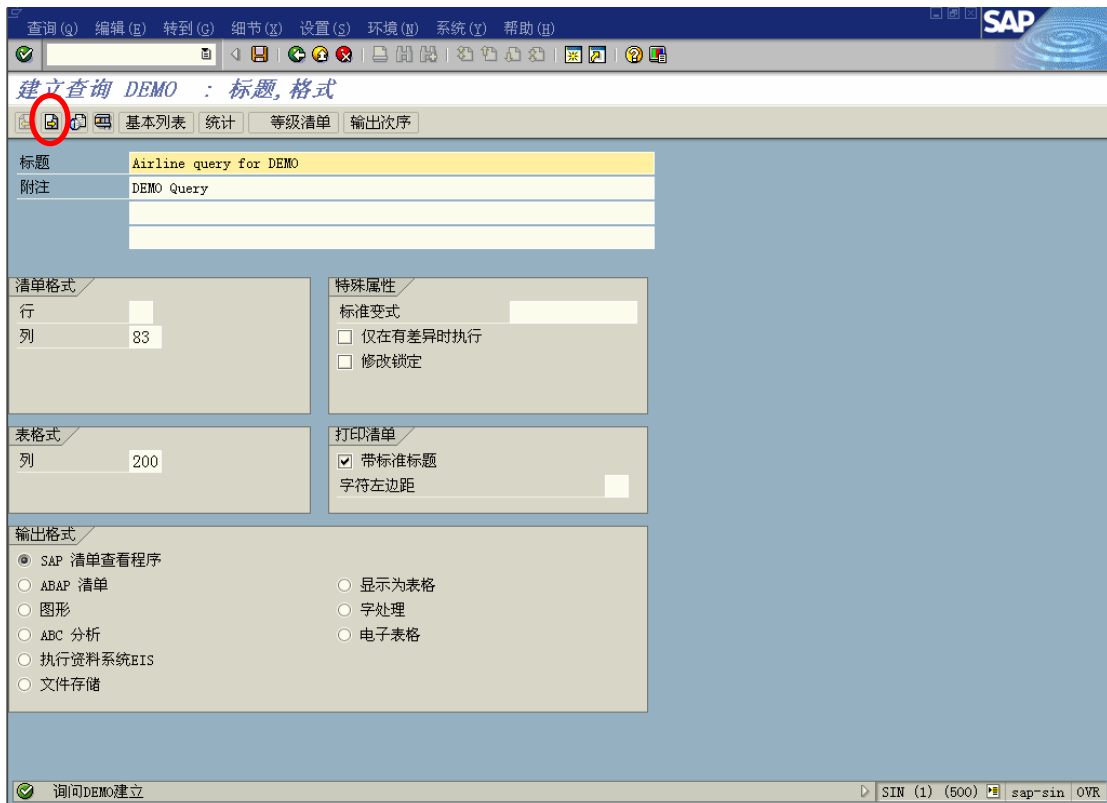 查询(Q) 编辑(E) 转到(G) 细节(X) 设置(S) 环境(N) 系统(Y) 帮助(H)
SAP
建立查询 DEMO : 标题,格式
基本列表 统计 等级清单 输出次序
标题 Airline query for DEMO
附注 DEMO Query
清单格式 特殊属性
行 标准变式
列 83 仅在有差异时执行
修改锁定
表格式 打印清单
列 200 带标准标题
字符左边距
输出格式
SAP 清单查看程序
ABAP 清单 显示为表格
图形 字处理
ABC 分析 电子表格
执行资料系统EIS
文件存储
询问DEMO建立 SIN (1) (500) sap-sin OVR